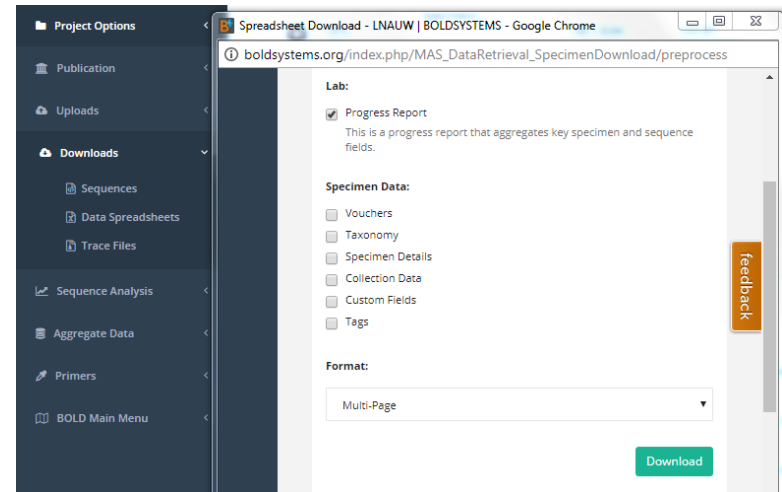 Project Options
Publication
Uploads
Downloads
Sequences
Data Spreadsheets
Trace Files
Sequence Analysis
Aggregate Data
Primers
BOLD Main Menu
Spreadsheet Download - LNAUW | BOLDSYSTEMS - Google Chrome
boldsystems.org/index.php/MAS_DataRetrieval_SpecimenDownload/preprocess
Lab:
Progress Report
This is a progress report that aggregates key specimen and sequence
fields.
Specimen Data:
Vouchers
Taxonomy
Specimen Details
Collection Data
Custom Fields
Tags
Format:
Multi-Page
Download
feedback